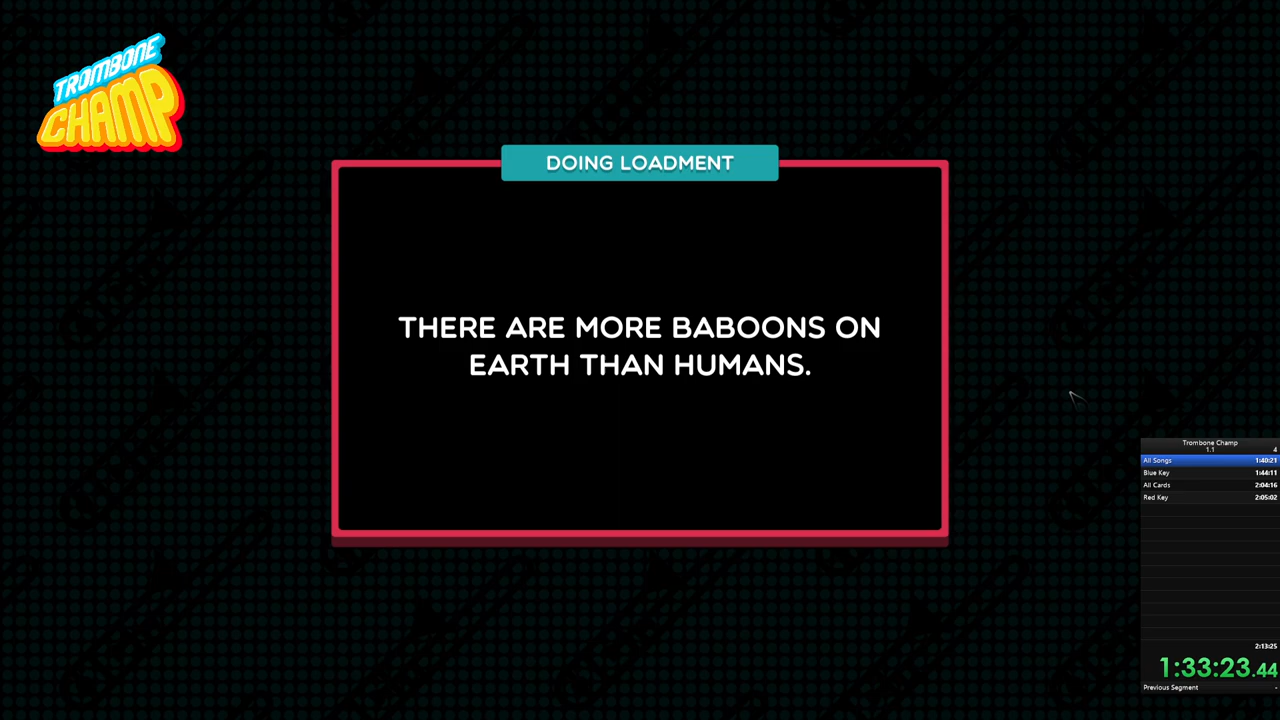 TROMBONE
CHAMP
DOING LOADMENT
THERE ARE MORE BABOONS ON
EARTH THAN HUMANS.
Trombone Champ
1.1 4
All Songs 1:40:21
Blue Key 1:44:11
All Cards 2:04:16
Red Key 2:05:02
2:13:25
1:33:23.44
Previous Segment -